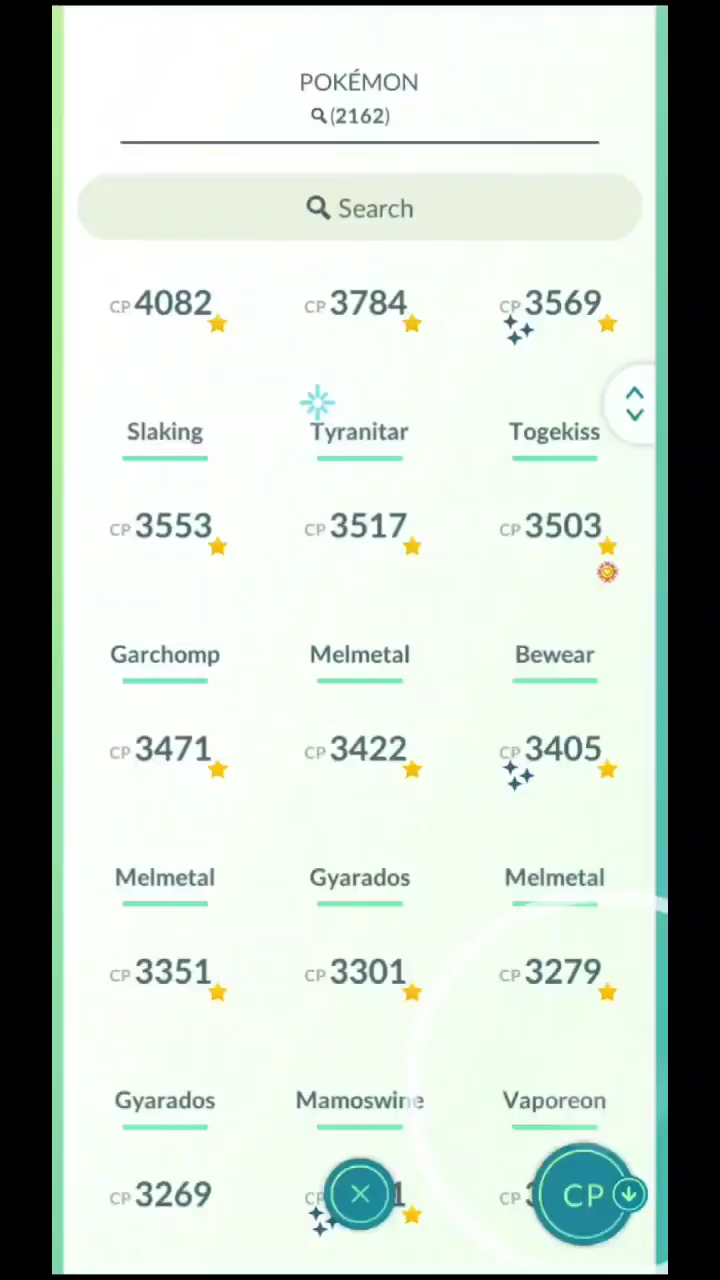 POKÉMON
(2162)
Search
CP 4082 CP 3784 CP 3569
Slaking Tyranitar Togekiss
CP 3553 CP 3517 CP 3503
Garchomp Melmetal Bewear
CP 3471 CP 3422 CP 3405
Melmetal Gyarados Melmetal
CP 3351 CP 3301 CP 3279
Gyarados Mamoswine Vaporeon
CP 3269 CP
CP